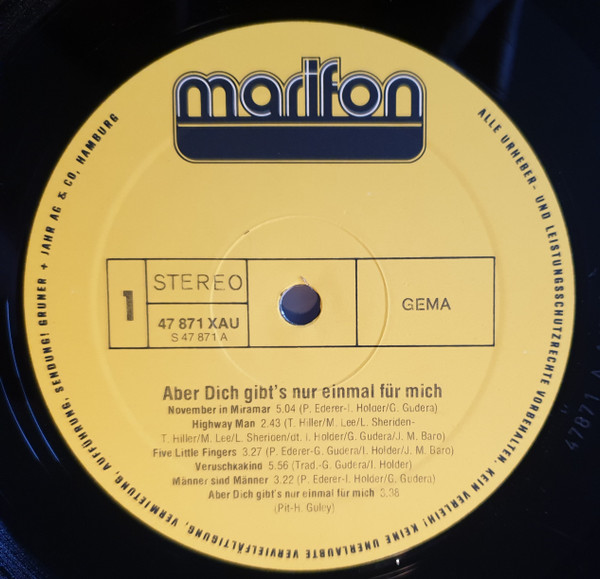 marifon
ALLE URHEBER- UND LEISTUNGSSCHUTZRECHTE VORBEHALTEN. KEIN VERLEIH! KEINE UNERLAUBTE VERVIELFÄLTIGUNG, VERMIETUNG, AUFFÜHRUNG, SENDUNG! GRUNER + JAHR AG & CO, HAMBURG
1
STEREO
47 871 XAU
S 47 871 A
GEMA
Aber Dich gibt's nur einmal für mich
November in Miramar 5.04 (P. Ederer-I. Holder/G. Gudera)
Highway Man 2.43 (T. Hiller/M. Lee/L. Sheriden-
T. Hiller/M. Lee/L. Sheriden/dt. I. Holder/G. Gudera/J. M. Baro)
Five Little Fingers 3.27 (P. Ederer-G. Gudera/I. Holder/J. M. Baro)
Veruschkakino 5.56 (Trad.-G. Gudera/I. Holder)
Männer sind Männer 3.22 (P. Ederer-I. Holder/G. Gudera)
Aber Dich gibt's nur einmal für mich 3.38
(Pit-H. Guley)
47871 A